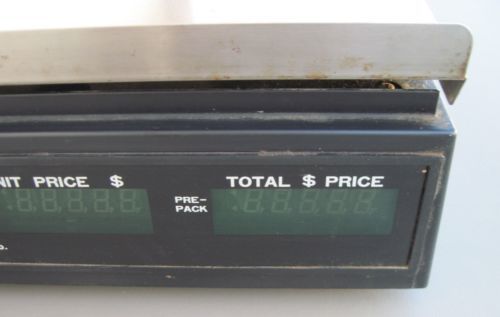 NIT PRICE $
TOTAL $ PRICE
PRE-
PACK